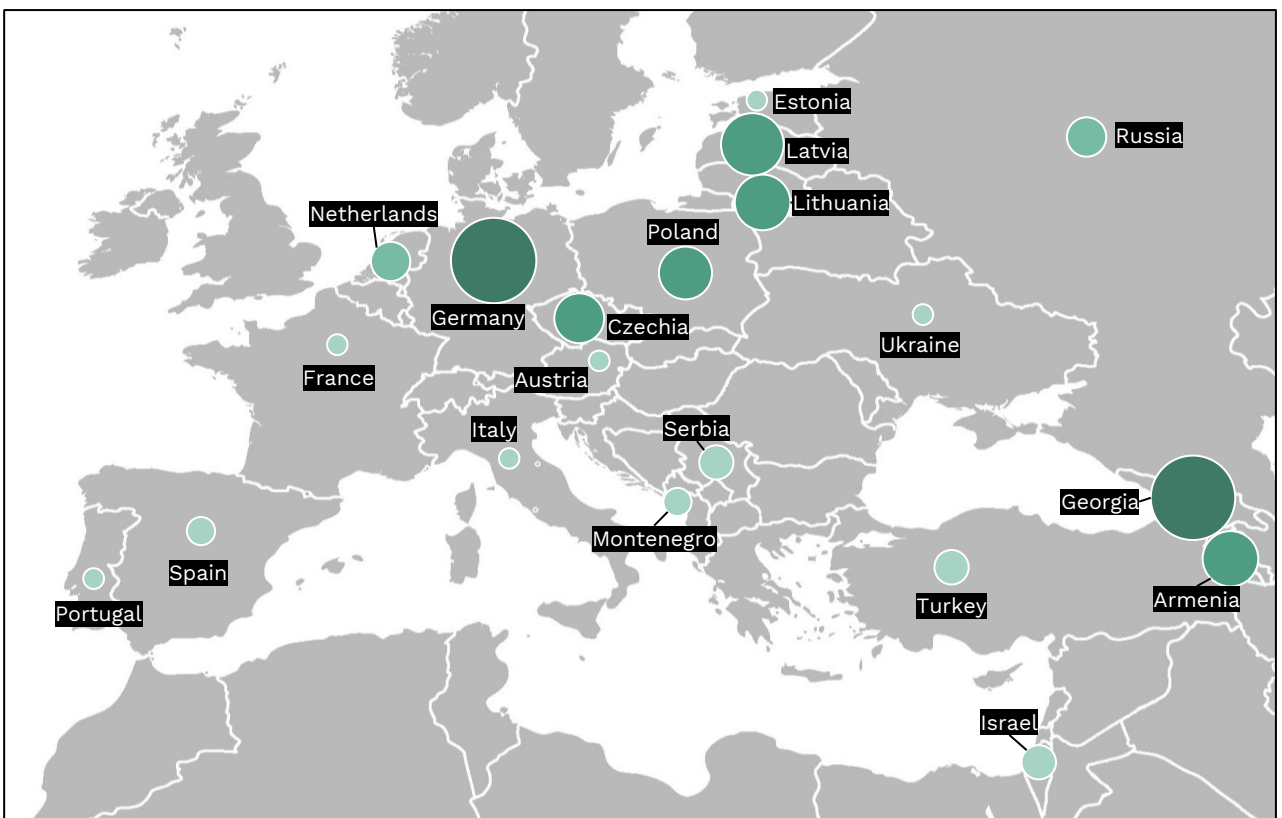 Estonia
Russia
Latvia
Lithuania
Netherlands
Poland
Germany
Czechia
Ukraine
France
Austria
Italy
Serbia
Georgia
Montenegro
Spain
Armenia
Turkey
Portugal
Israel